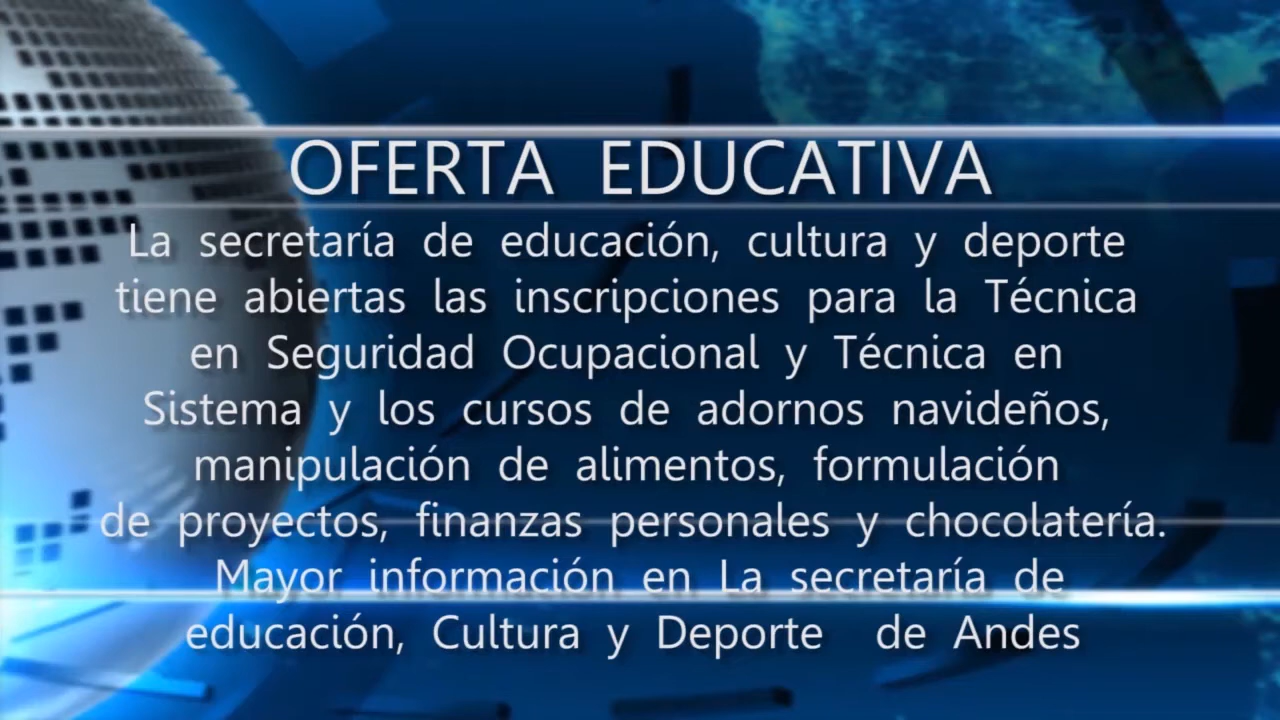 OFERTA EDUCATIVA
La secretaría de educación, cultura y deporte
tiene abiertas las inscripciones para la Técnica
en Seguridad Ocupacional y Técnica en
Sistema y los cursos de adornos navideños,
manipulación de alimentos, formulación
de proyectos, finanzas personales y chocolatería.
Mayor información en La secretaría de
educación, Cultura y Deporte de Andes